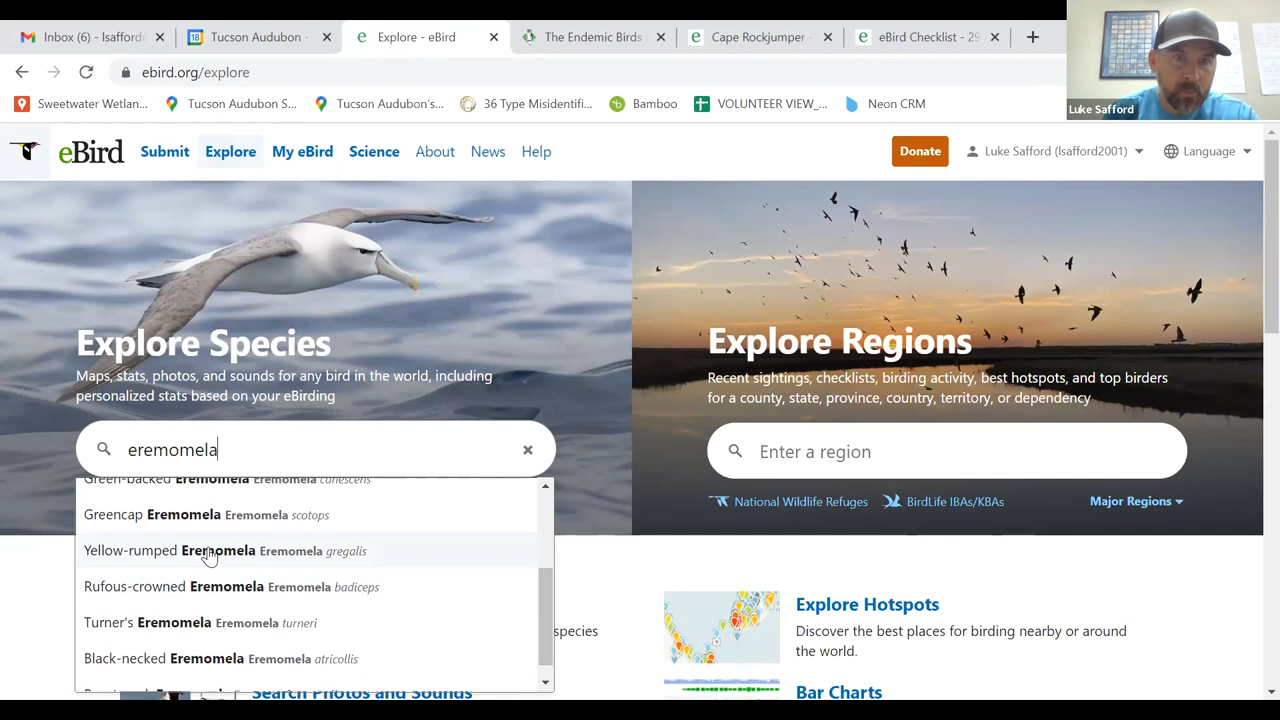 Inbox (6) - lsafford
Tucson Audubon -
Explore - eBird
The Endemic Birds -
Cape Rockjumper -
eBird Checklist - 29
ebird.org/explore
Luke Safford
Sweetwater Wetlan...
Tucson Audubon S...
Tucson Audubon's...
36 Type Misidentif...
Bamboo
VOLUNTEER VIEW_...
Neon CRM
eBird
Submit
Explore
My eBird
Science
About
News
Help
Donate
Luke Safford (lsafford2001)
Language
Explore Species
Maps, stats, photos, and sounds for any bird in the world, including
personalized stats based on your eBirding
eremomela
Green-backed Eremomela Eremomela canescens
Greencap Eremomela Eremomela scotops
Yellow-rumped Eremomela Eremomela gregalis
Rufous-crowned Eremomela Eremomela badiceps
Turner's Eremomela Eremomela turneri
Black-necked Eremomela Eremomela atricollis
species
Search Photos and Sounds
Explore Regions
Recent sightings, checklists, birding activity, best hotspots, and top birders
for a county, state, province, country, territory, or dependency
Enter a region
National Wildlife Refuges
BirdLife IBAs/KBAs
Major Regions
Explore Hotspots
Discover the best places for birding nearby or around
the world.
Bar Charts